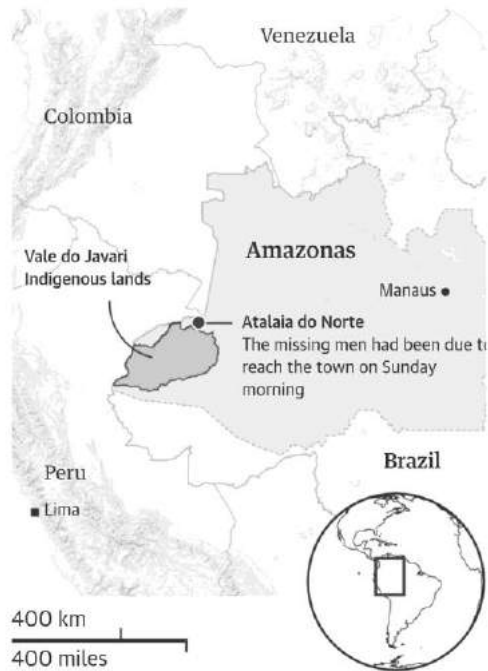 Venezuela
Colombia
Vale do Javari
Indigenous lands
Amazonas
Manaus
Atalaia do Norte
The missing men had been due to
reach the town on Sunday
morning
Peru
Lima
Brazil
400 km
400 miles